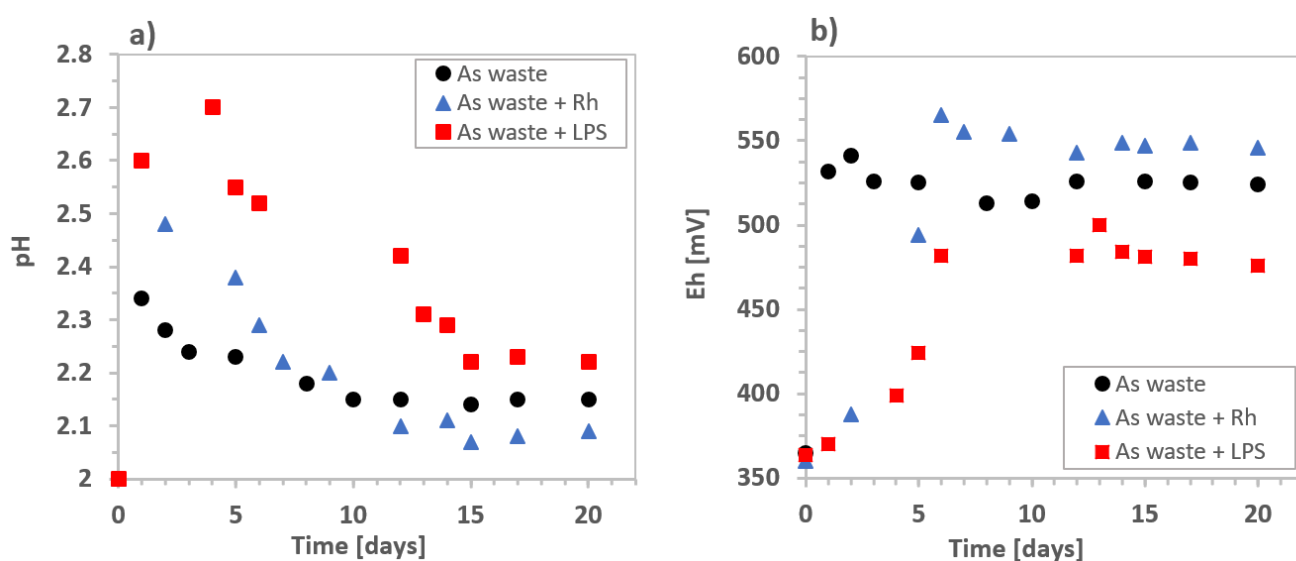 a)
2.8
2.7
2.6
2.5
2.4
2.3
2.2
2.1
2
pH
0
5
10
15
20
Time [days]
As waste
As waste + Rh
As waste + LPS
b)
600
550
500
450
400
350
Eh [mV]
0
5
10
15
20
Time [days]
As waste
As waste + Rh
As waste + LPS